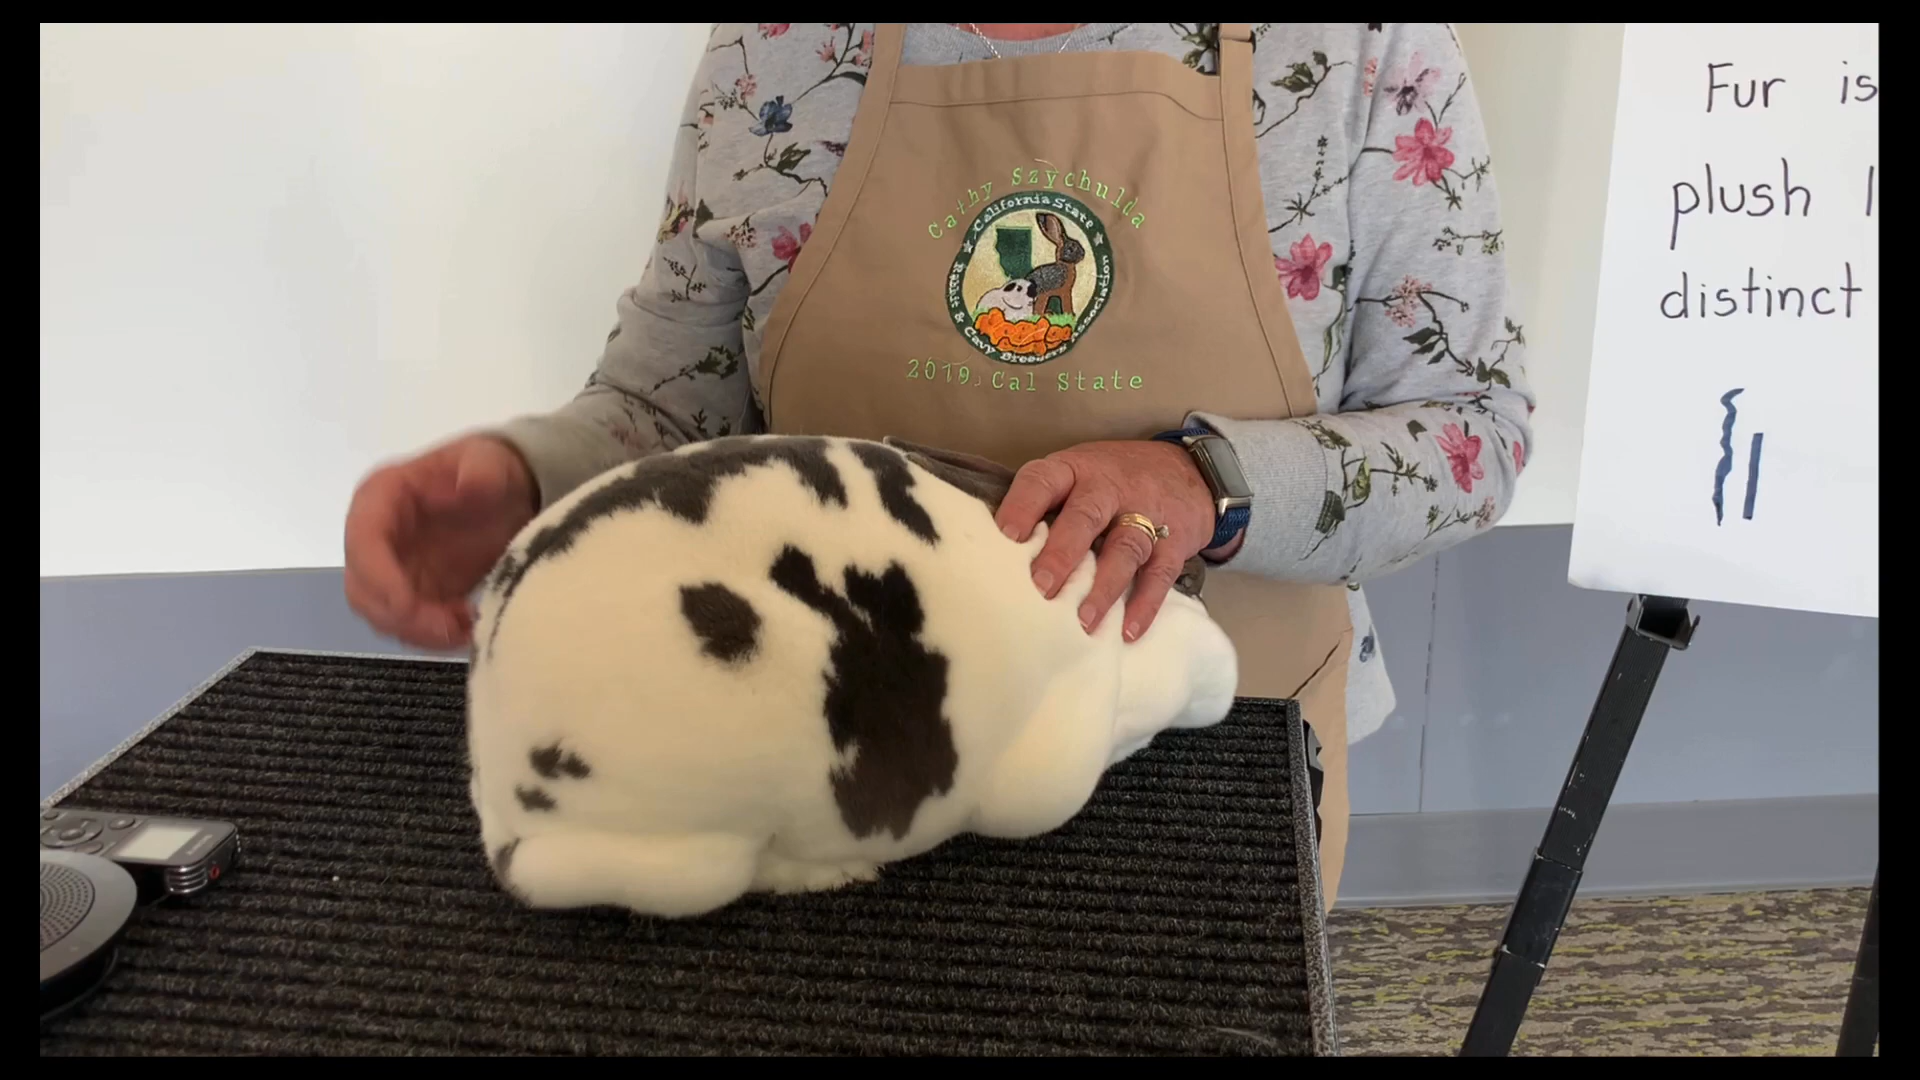 Cathy Szychulda
California State
Rabbit & Cavy Breeders Association
2019 Cal State
Fur is
plush
distinct